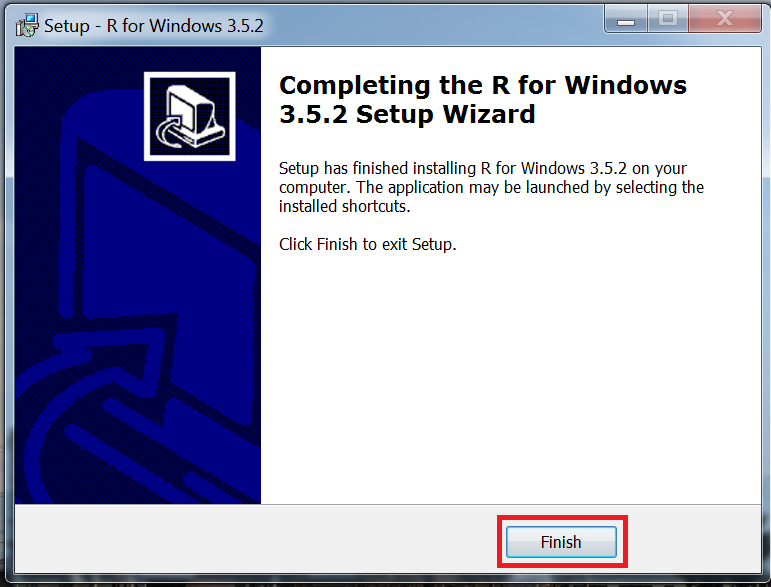 Setup - R for Windows 3.5.2
Completing the R for Windows
3.5.2 Setup Wizard
Setup has finished installing R for Windows 3.5.2 on your
computer. The application may be launched by selecting the
installed shortcuts.
Click Finish to exit Setup.
Finish